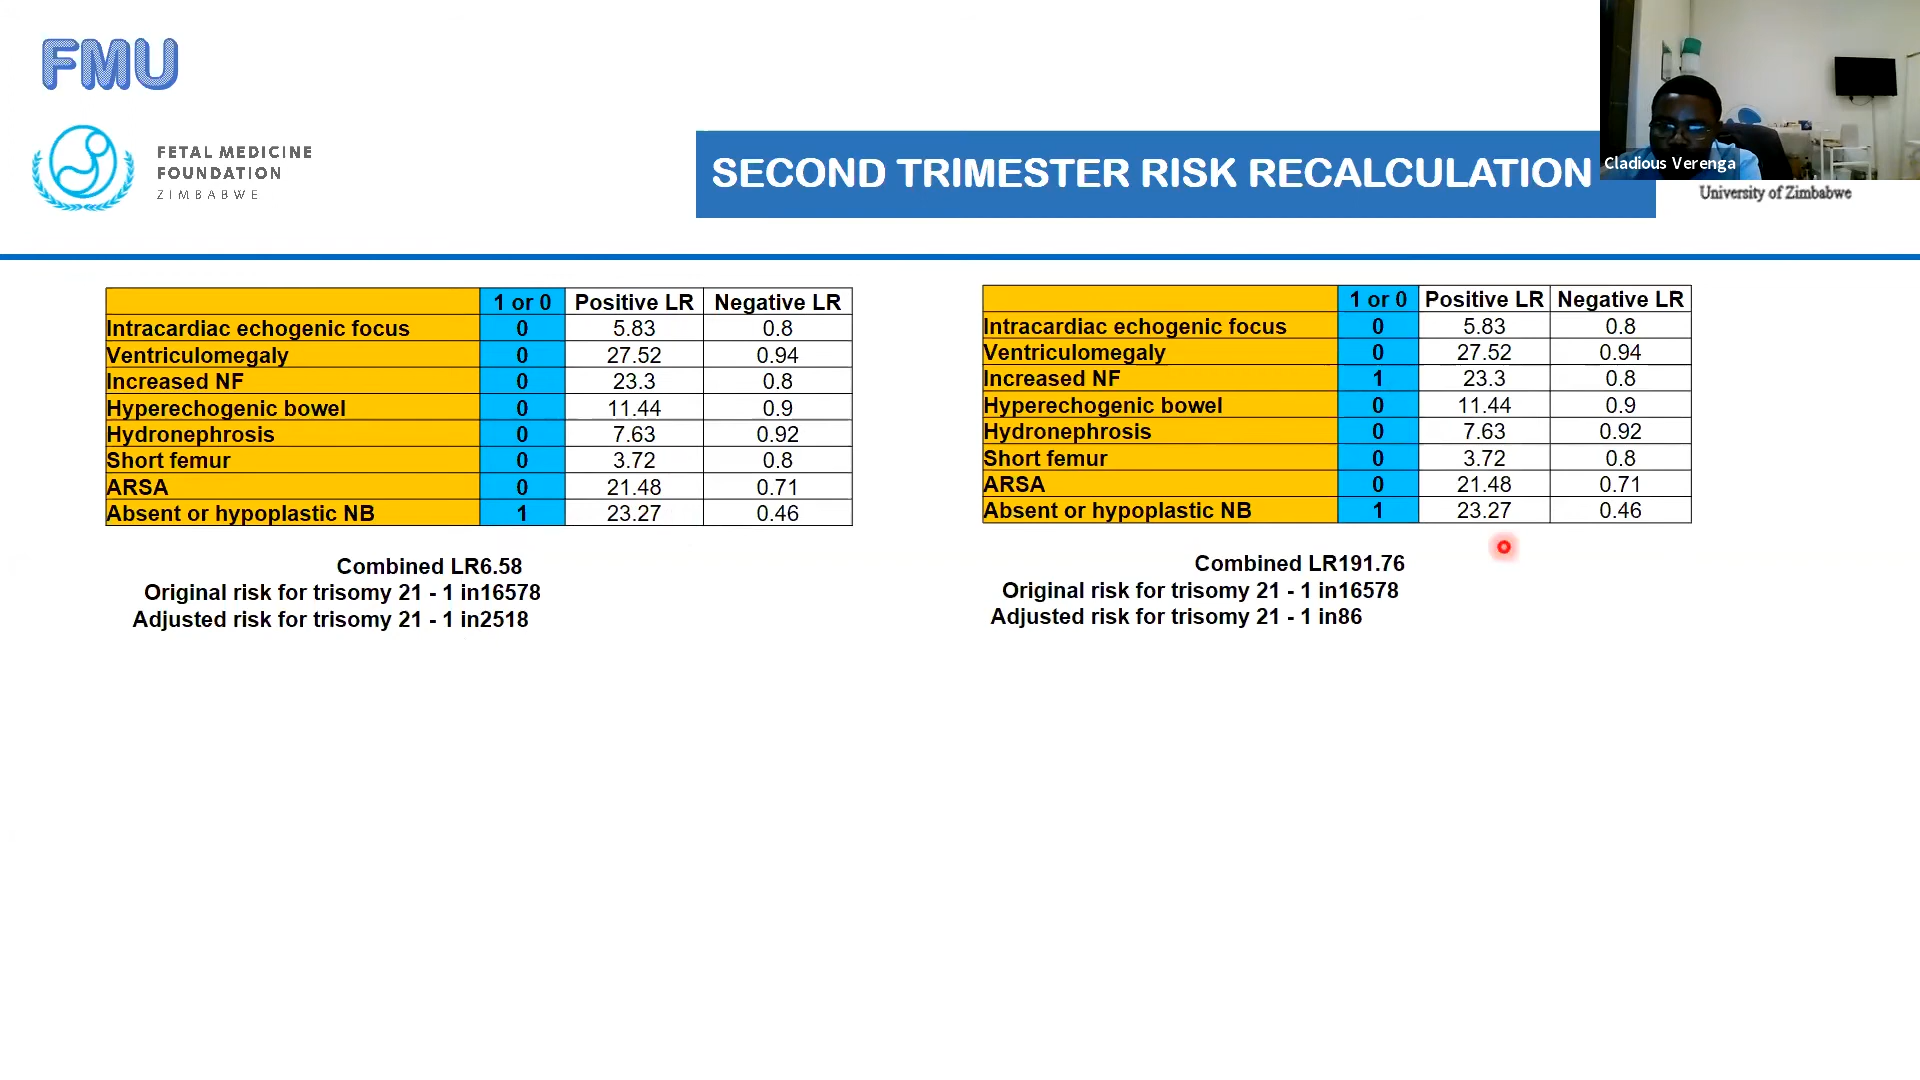 FMU
FETAL MEDICINE
FOUNDATION
ZIMBABWE
SECOND TRIMESTER RISK RECALCULATION
Cladious Verenga
University of Zimbabwe
1 or 0 Positive LR Negative LR
Intracardiac echogenic focus 0 5.83 0.8
Ventriculomegaly 0 27.52 0.94
Increased NF 0 23.3 0.8
Hyperechogenic bowel 0 11.44 0.9
Hydronephrosis 0 7.63 0.92
Short femur 0 3.72 0.8
ARSA 0 21.48 0.71
Absent or hypoplastic NB 1 23.27 0.46
Combined LR6.58
Original risk for trisomy 21 - 1 in16578
Adjusted risk for trisomy 21 - 1 in2518
1 or 0 Positive LR Negative LR
Intracardiac echogenic focus 0 5.83 0.8
Ventriculomegaly 0 27.52 0.94
Increased NF 1 23.3 0.8
Hyperechogenic bowel 0 11.44 0.9
Hydronephrosis 0 7.63 0.92
Short femur 0 3.72 0.8
ARSA 0 21.48 0.71
Absent or hypoplastic NB 1 23.27 0.46
Combined LR191.76
Original risk for trisomy 21 - 1 in16578
Adjusted risk for trisomy 21 - 1 in86